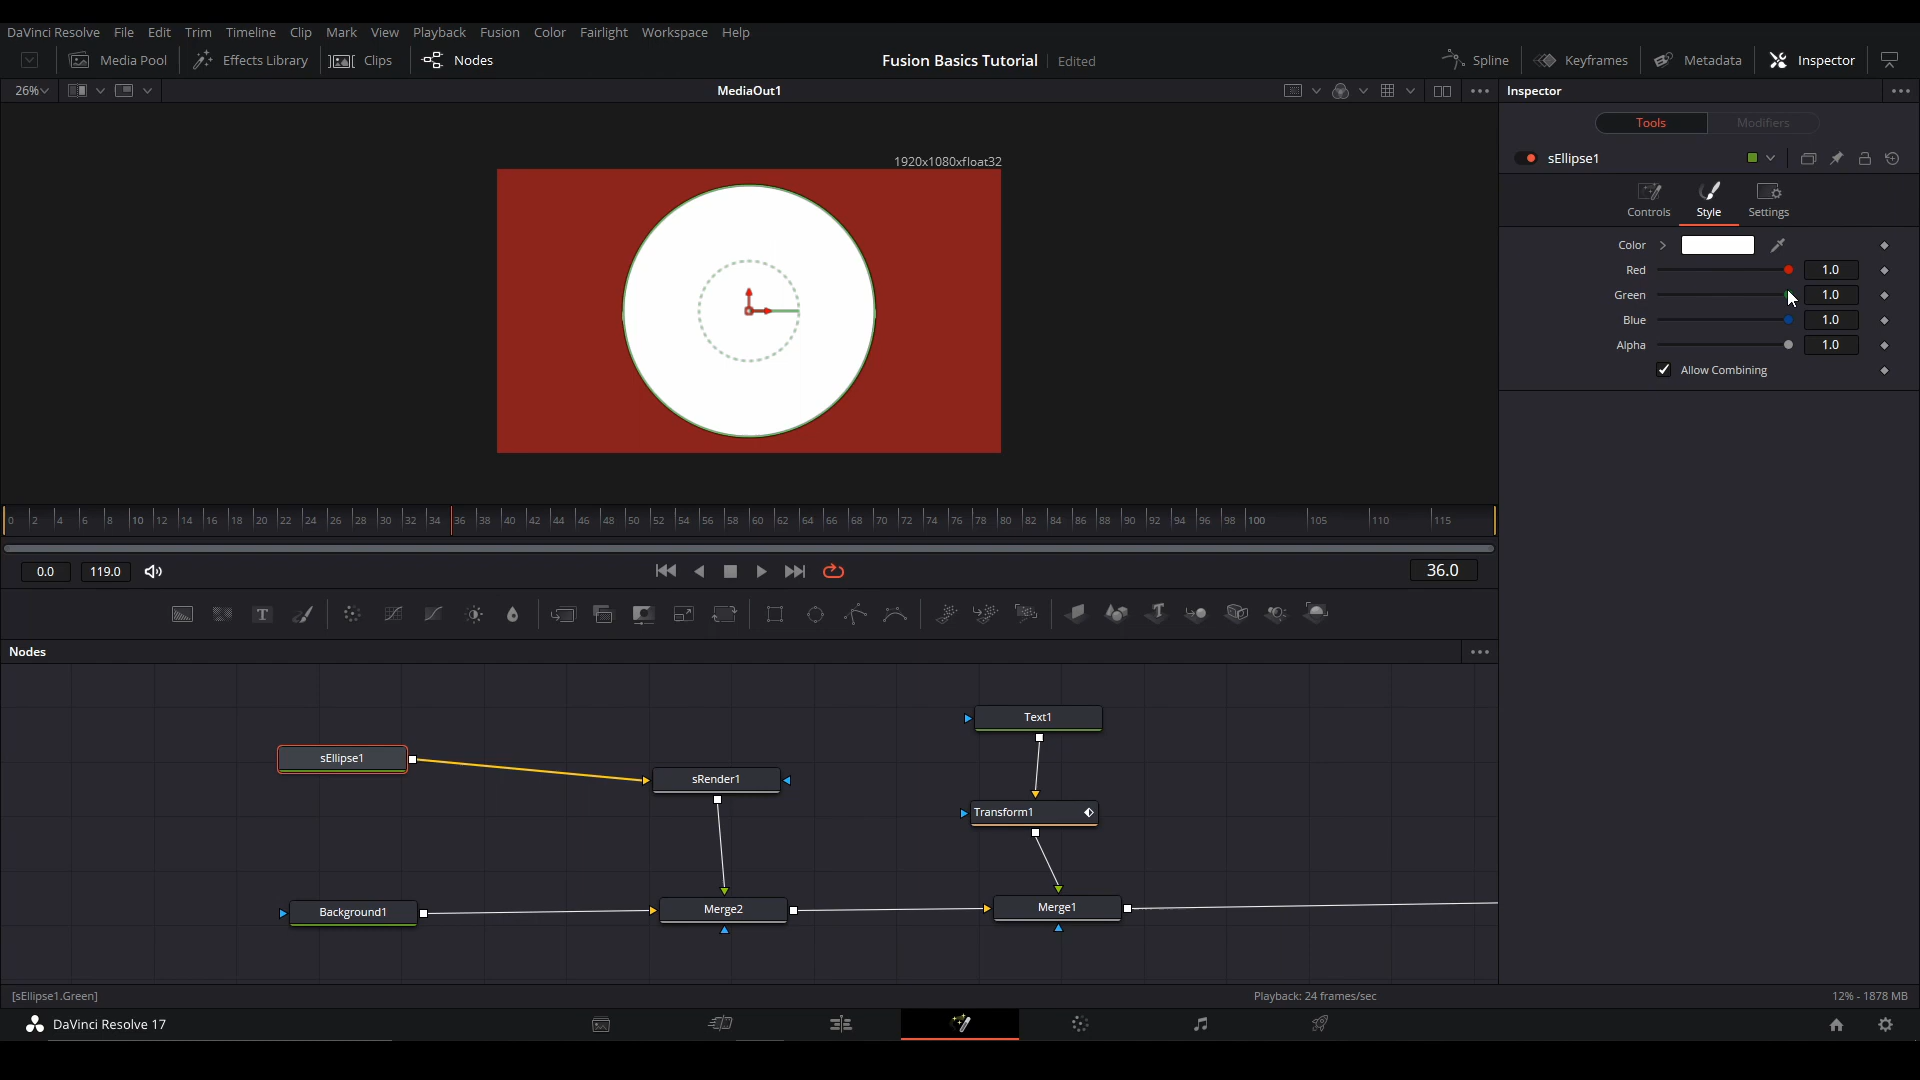 DaVinci Resolve File Edit Trim Timeline Clip Mark View Playback Fusion Color Fairlight Workspace Help
Media Pool Effects Library Clips Nodes Fusion Basics Tutorial Edited Spline Keyframes Metadata Inspector
26% MediaOut1 Inspector
Tools Modifiers
1920x1080xfloat32
sEllipse1
Controls Style Settings
Color
Red 1.0
Green 1.0
Blue 1.0
Alpha 1.0
Allow Combining
0 2 4 6 8 10 12 14 16 18 20 22 24 26 28 30 32 34 36 38 40 42 44 46 48 50 52 54 56 58 60 62 64 66 68 70 72 74 76 78 80 82 84 86 88 90 92 94 96 98 100 105 110 115
0.0 119.0 36.0
Nodes
Text1
sEllipse1
sRender1
Transform1
Background1 Merge2 Merge1
[sEllipse1.Green] Playback: 24 frames/sec 12% - 1878 MB
DaVinci Resolve 17